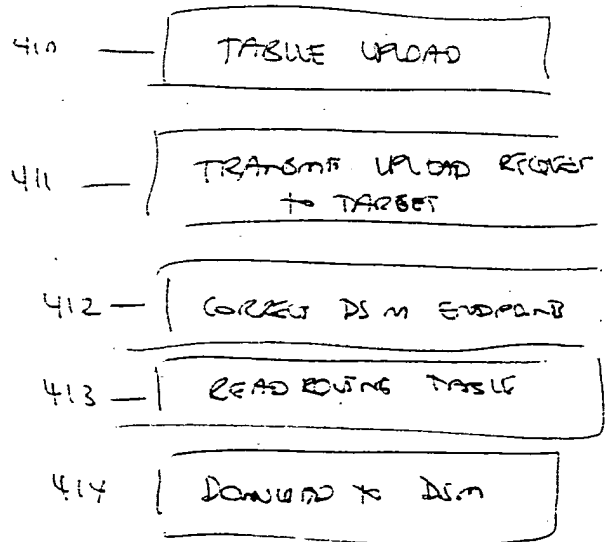 410 TABLE UPLOAD
411 TRANSMIT UPLOAD REQUEST
to TARGET
412 CORRECT DSM ENDPOINT
413 READ ROUTING TABLE
414 DOWNLOAD to DSM